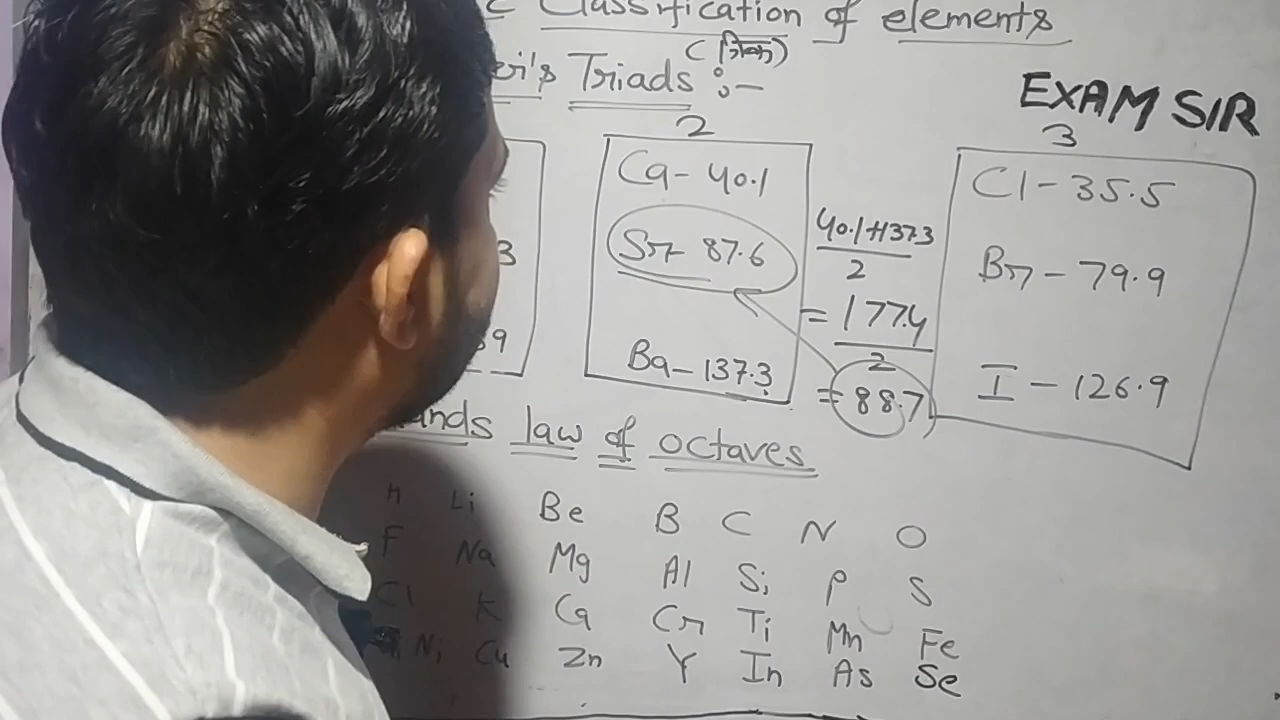 c Classification of elements
er's Triads :-
(त्रिक)
EXAM SIR
2
Ca- 40.1
Sr- 87.6
Ba- 137.3
40.1+137.3
2
= 177.4
2
= 88.7
3
Cl - 35.5
Br - 79.9
I - 126.9
3
39
ands law of octaves
H Li Be B C N O
F Na Mg Al Si P S
Cl K Ca Cr Ti Mn Fe
Ni Cu Zn Y In As Se